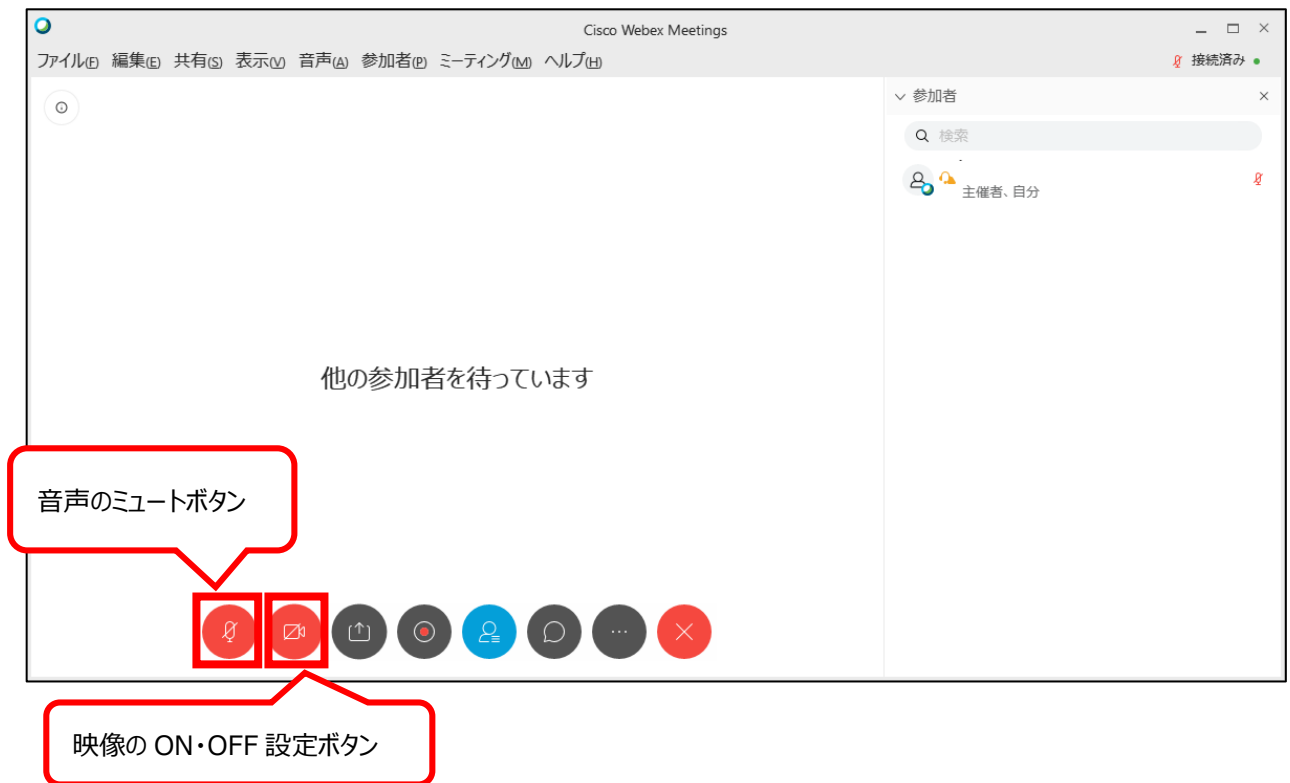 Cisco Webex Meetings
ファイル(F) 編集(E) 共有(S) 表示(V) 音声(A) 参加者(P) ミーティング(M) ヘルプ(H)
接続済み
参加者
検索
主催者、自分
他の参加者を待っています
音声のミュートボタン
映像の ON・OFF 設定ボタン